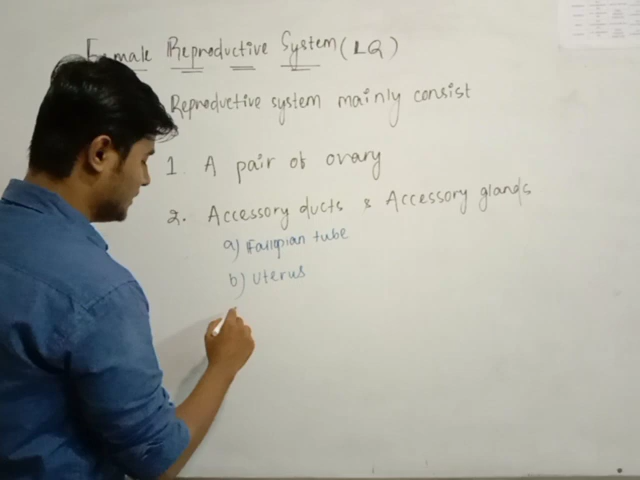 Female Reproductive System (LQ)
Reproductive system mainly consist
1. A pair of ovary
2. Accessory ducts & Accessory glands
a) Fallopian tube
b) Uterus